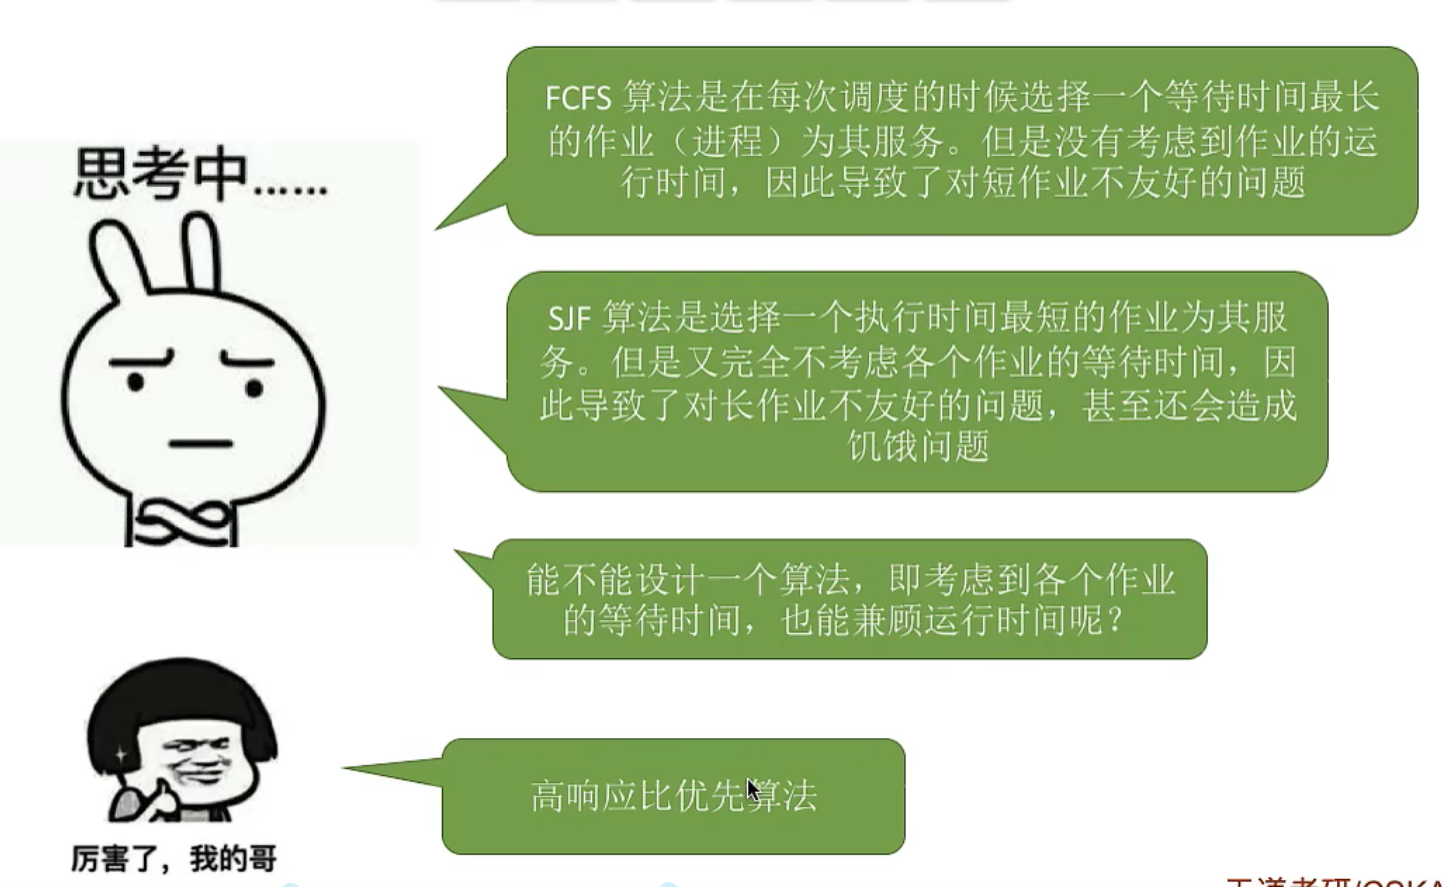 思考中......
FCFS 算法是在每次调度的时候选择一个等待时间最长
的作业（进程）为其服务。但是没有考虑到作业的运
行时间，因此导致了对短作业不友好的问题
SJF 算法是选择一个执行时间最短的作业为其服
务。但是又完全不考虑各个作业的等待时间，因
此导致了对长作业不友好的问题，甚至还会造成
饥饿问题
能不能设计一个算法，即考虑到各个作业
的等待时间，也能兼顾运行时间呢？
高响应比优先算法
厉害了，我的哥